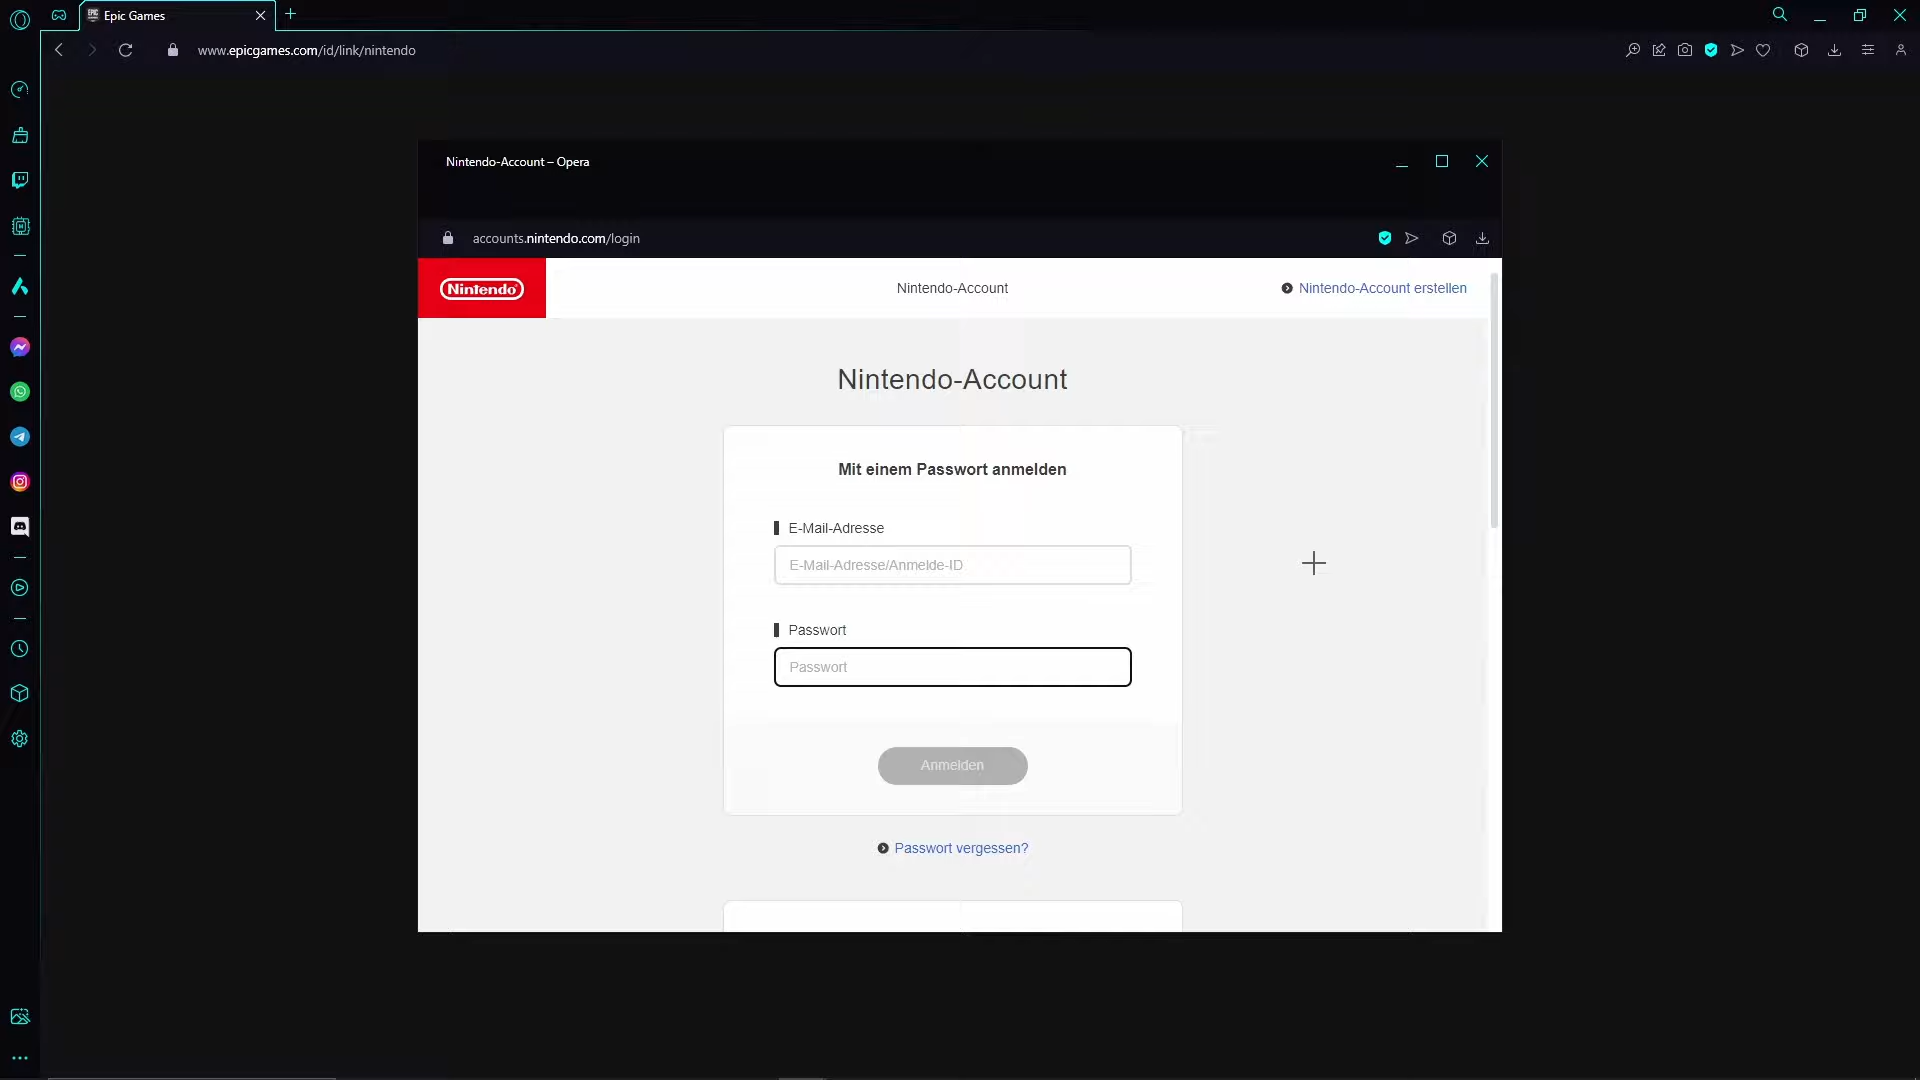 Epic Games
www.epicgames.com/id/link/nintendo
Nintendo-Account – Opera
accounts.nintendo.com/login
Nintendo
Nintendo-Account
Nintendo-Account erstellen
Nintendo-Account
Mit einem Passwort anmelden
E-Mail-Adresse
E-Mail-Adresse/Anmelde-ID
Passwort
Passwort
Anmelden
Passwort vergessen?